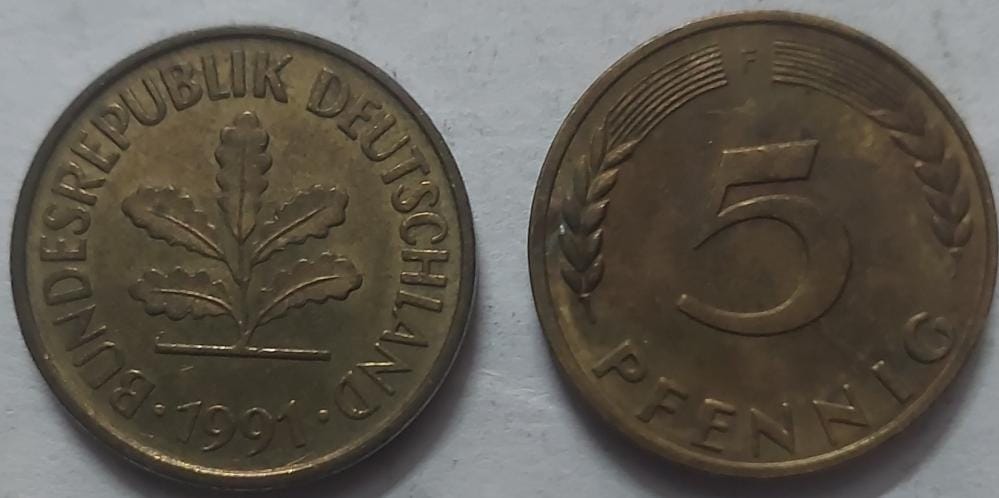 BUNDESREPUBLIK DEUTSCHLAND
· 1991 ·
F
5
PFENNIG